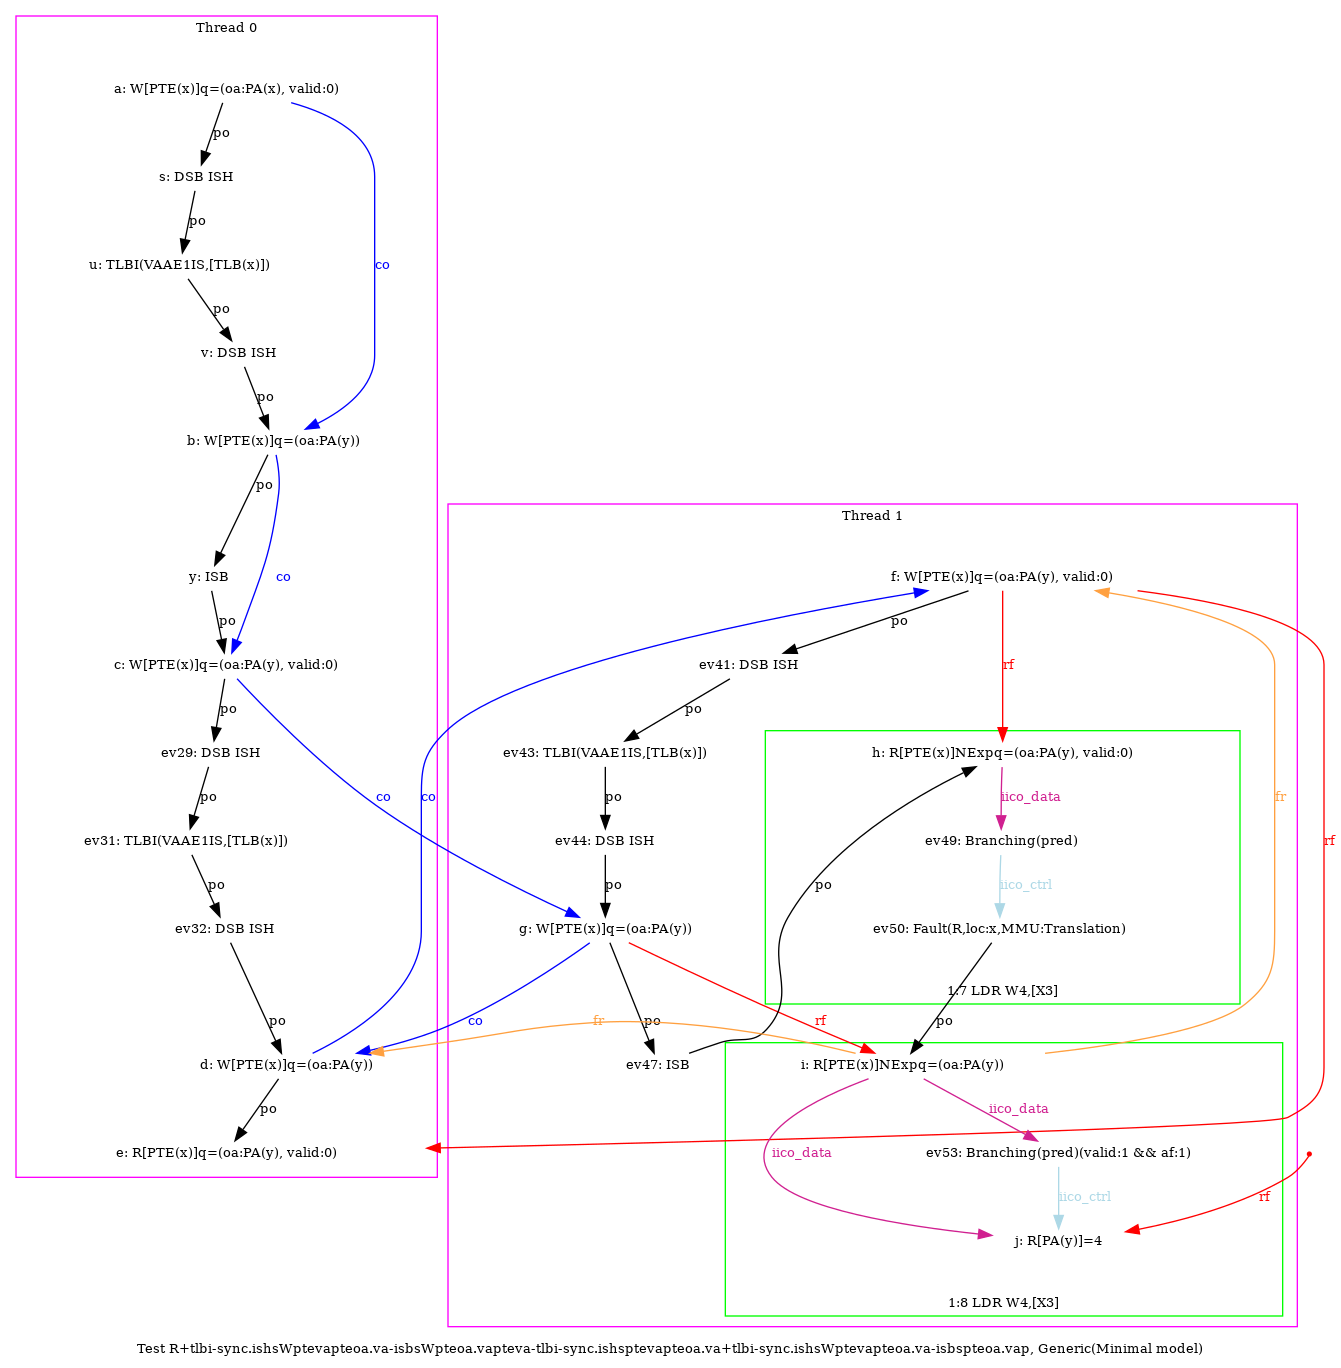 Thread 0
a: W[PTE(x)]q=(oa:PA(x), valid:0)
po
s: DSB ISH
po
u: TLBI(VAAE1IS,[TLB(x)])
co
po
v: DSB ISH
po
b: W[PTE(x)]q=(oa:PA(y))
po
y: ISB
co
po
c: W[PTE(x)]q=(oa:PA(y), valid:0)
po
ev29: DSB ISH
po
co
ev31: TLBI(VAAE1IS,[TLB(x)])
po
ev32: DSB ISH
po
co
d: W[PTE(x)]q=(oa:PA(y))
po
e: R[PTE(x)]q=(oa:PA(y), valid:0)
Thread 1
f: W[PTE(x)]q=(oa:PA(y), valid:0)
po
ev41: DSB ISH
rf
po
ev43: TLBI(VAAE1IS,[TLB(x)])
h: R[PTE(x)]NExpq=(oa:PA(y), valid:0)
po
iico_data
fr
co
ev44: DSB ISH
ev49: Branching(pred)
rf
po
po
iico_ctrl
g: W[PTE(x)]q=(oa:PA(y))
ev50: Fault(R,loc:x,MMU:Translation)
1:7 LDR W4,[X3]
fr
po
rf
po
ev47: ISB
i: R[PTE(x)]NExpq=(oa:PA(y))
iico_data
iico_data
ev53: Branching(pred)(valid:1 && af:1)
iico_ctrl
rf
j: R[PA(y)]=4
1:8 LDR W4,[X3]
Test R+tlbi-sync.ishsWptevapteoa.va-isbsWpteoa.vapteva-tlbi-sync.ishsptevapteoa.va+tlbi-sync.ishsWptevapteoa.va-isbspteoa.vap, Generic(Minimal model)